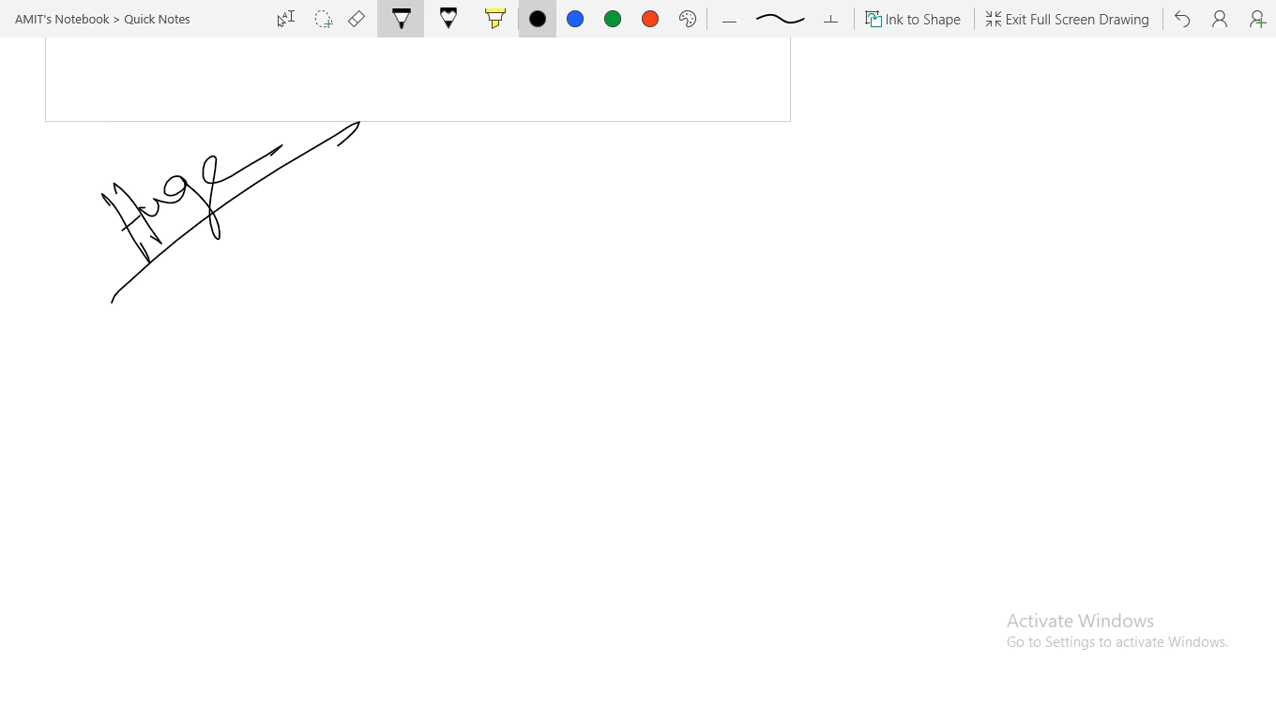 AMIT's Notebook > Quick Notes
Ink to Shape
Exit Full Screen Drawing
Huge
Activate Windows
Go to Settings to activate Windows.